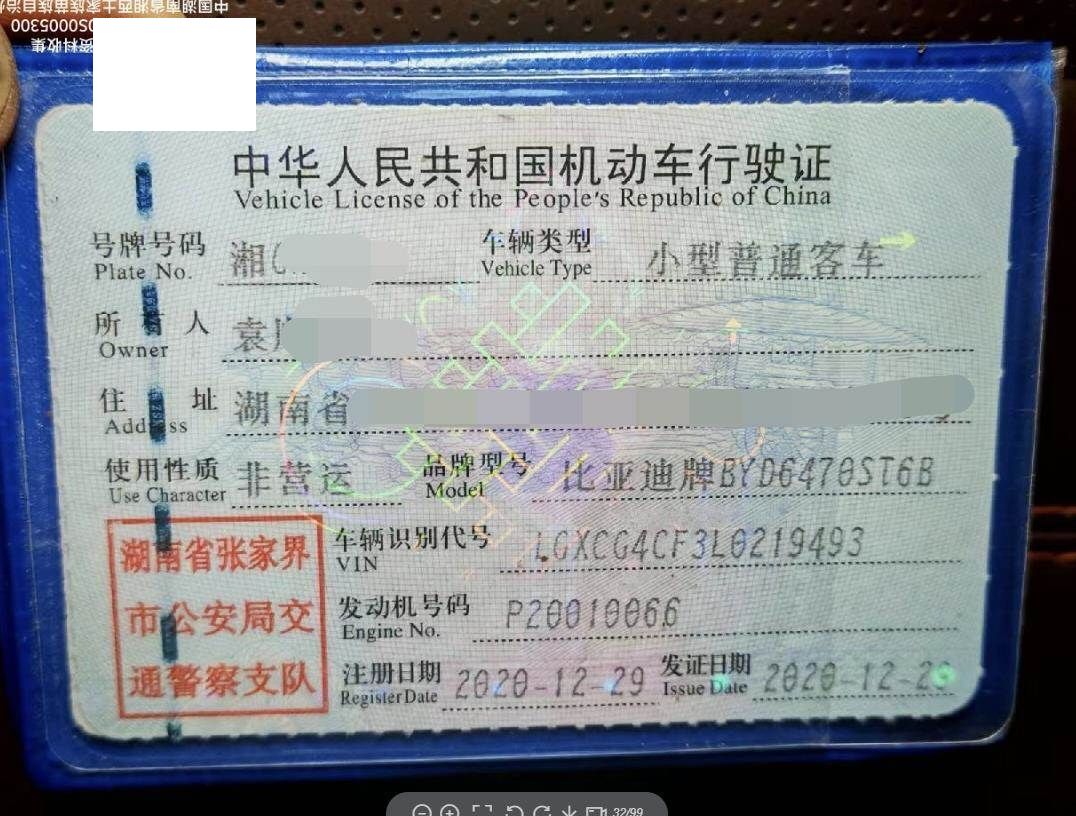 中华人民共和国机动车行驶证
Vehicle License of the People's Republic of China
号牌号码 湘 车辆类型 小型普通客车
Plate No. Vehicle Type
所有人 袁
Owner
住址 湖南省
Address
使用性质 非营运 品牌型号 比亚迪牌BYD6470ST6B
Use Character Model
车辆识别代号 LGXCG4CF3L0219493
VIN
发动机号码 P20010066
Engine No.
注册日期 2020-12-29 发证日期 2020-12-29
Register Date Issue Date
湖南省张家界
市公安局交
通警察支队
1.32/99